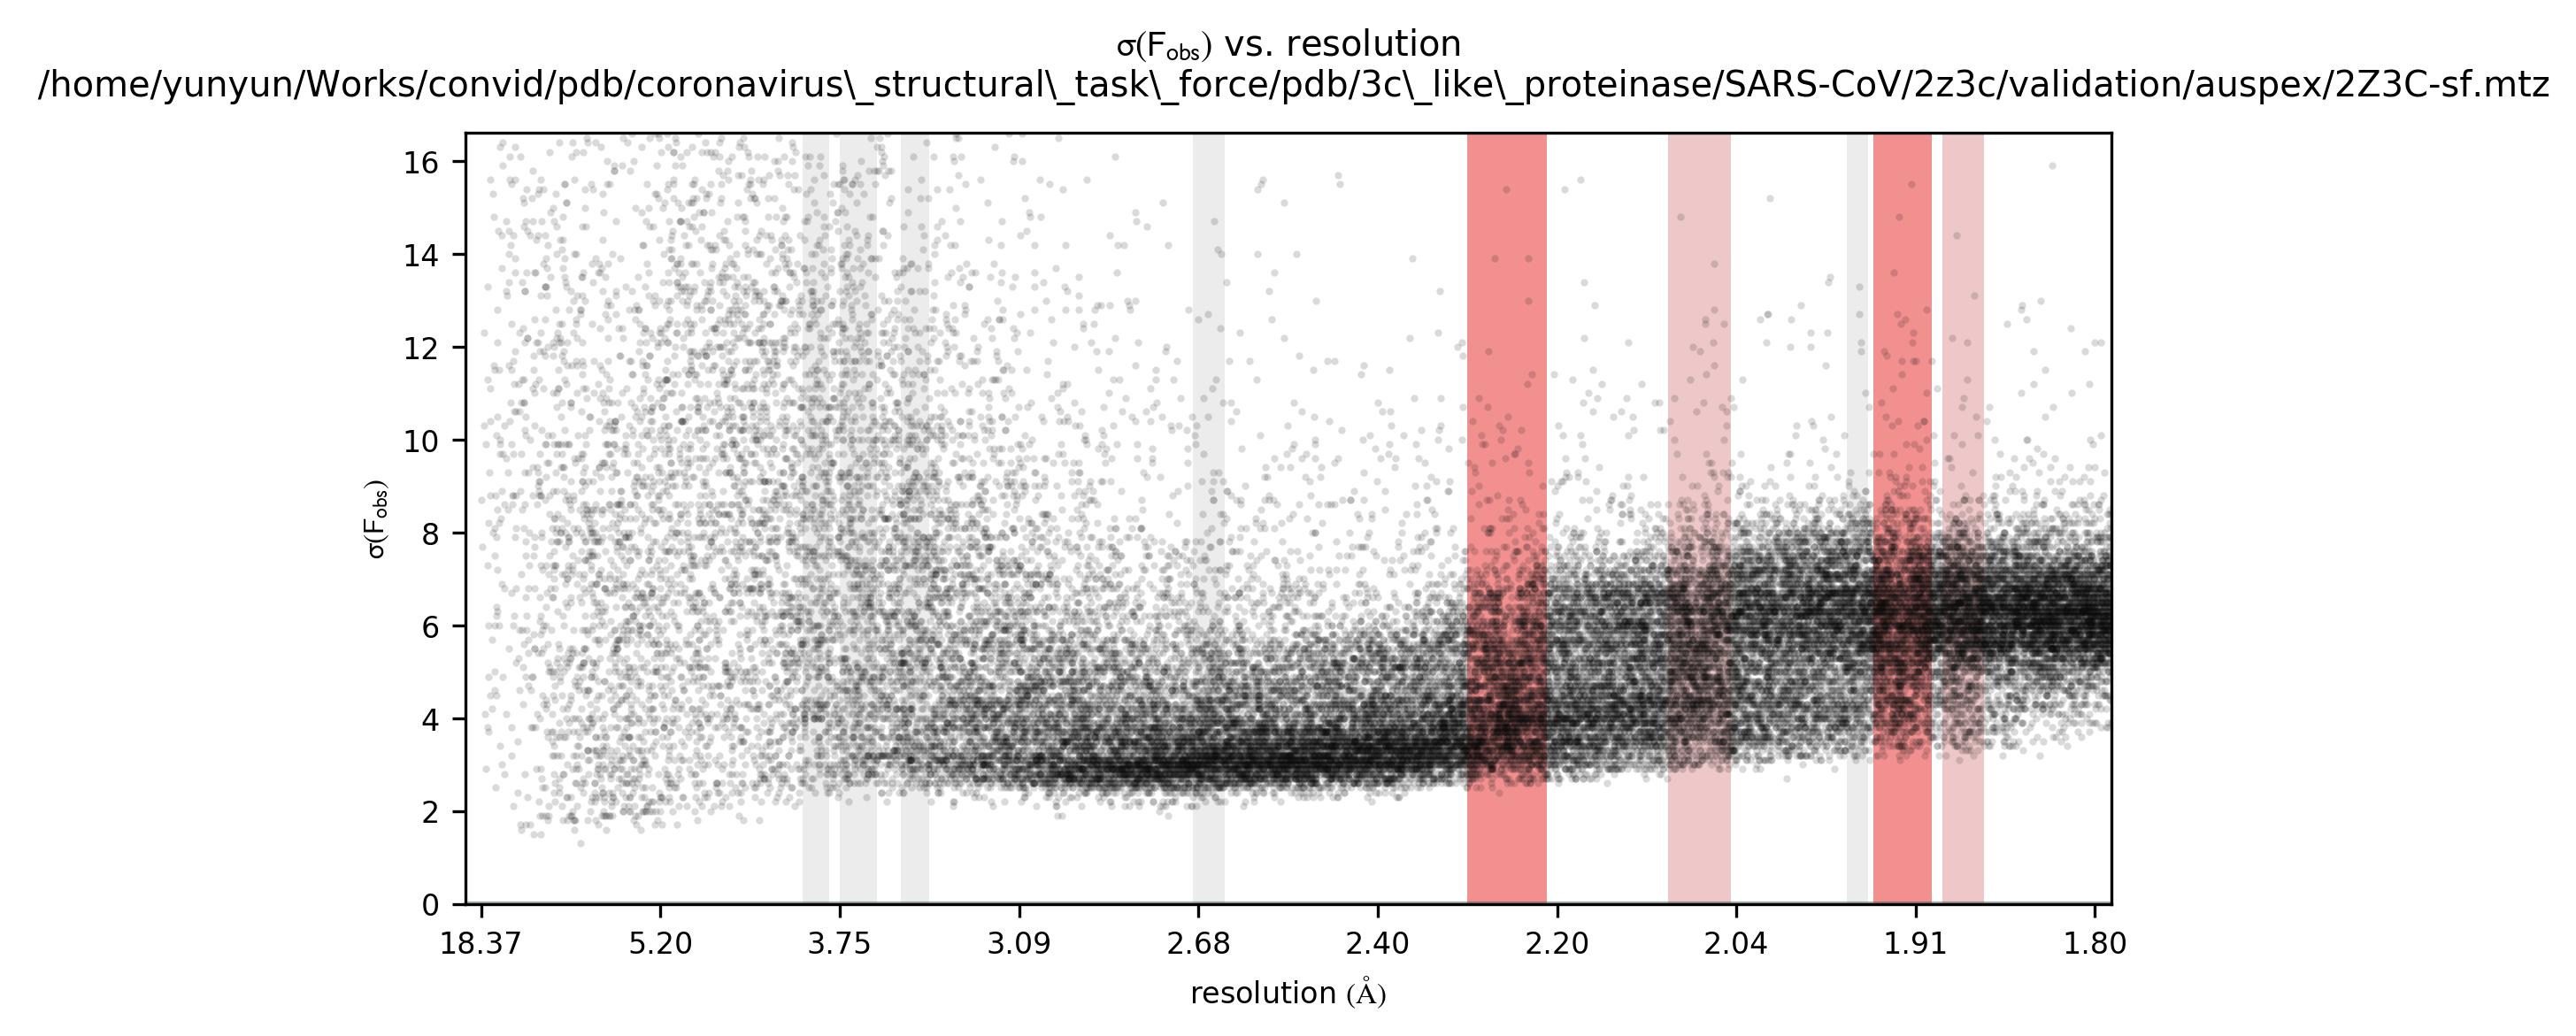 σ(Fobs) vs. resolution
/home/yunyun/Works/convid/pdb/coronavirus\_structural\_task\_force/pdb/3c\_like\_proteinase/SARS-CoV/2z3c/validation/auspex/2Z3C-sf.mtz
16
14
12
10
8
6
4
2
0
σ(Fobs)
18.37 5.20 3.75 3.09 2.68 2.40 2.20 2.04 1.91 1.80
resolution (Å)